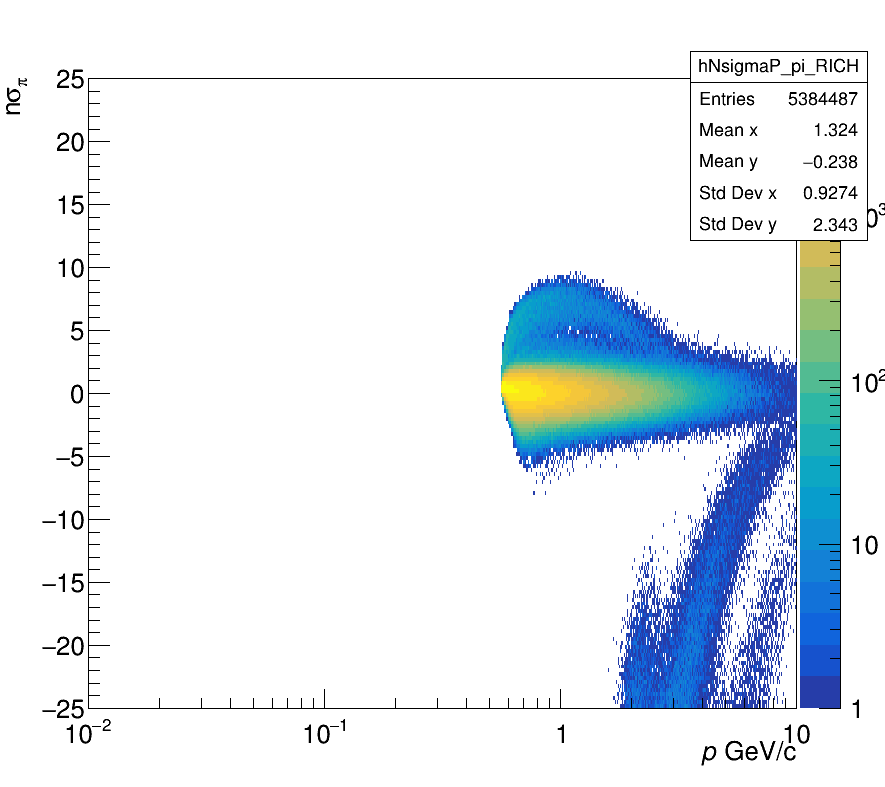 hNsigmaP_pi_RICH
Entries 5384487
Mean x 1.324
Mean y −0.238
Std Dev x 0.9274
Std Dev y 2.343
nσπ
25
20
15
10
5
0
−5
−10
−15
−20
−25
10−2
10−1
1
10
p GeV/c
10²
10
1